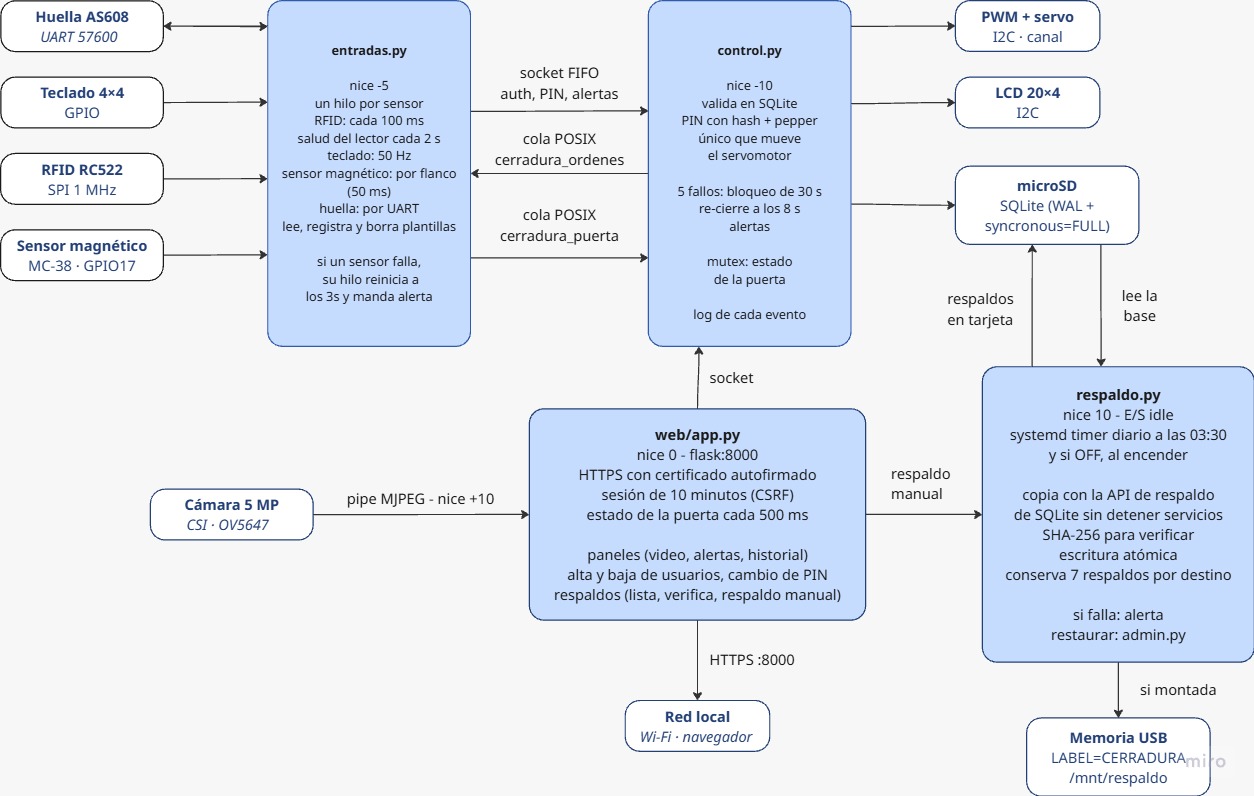 Huella AS608
UART 57600
Teclado 4×4
GPIO
RFID RC522
SPI 1 MHz
Sensor magnético
MC-38 · GPIO17
entradas.py
nice -5
un hilo por sensor
RFID: cada 100 ms
salud del lector cada 2 s
teclado: 50 Hz
sensor magnético: por flanco
(50 ms)
huella: por UART
lee, registra y borra plantillas
si un sensor falla,
su hilo reinicia a
los 3s y manda alerta
socket FIFO
auth, PIN, alertas
cola POSIX
cerradura_ordenes
cola POSIX
cerradura_puerta
control.py
nice -10
valida en SQLite
PIN con hash + pepper
único que mueve
el servomotor
5 fallos: bloqueo de 30 s
re-cierre a los 8 s
alertas
mutex: estado
de la puerta
log de cada evento
PWM + servo
I2C · canal
LCD 20×4
I2C
microSD
SQLite (WAL +
syncronous=FULL)
respaldos
en tarjeta
lee la
base
socket
Cámara 5 MP
CSI · OV5647
pipe MJPEG - nice +10
web/app.py
nice 0 - flask:8000
HTTPS con certificado autofirmado
sesión de 10 minutos (CSRF)
estado de la puerta cada 500 ms
paneles (video, alertas, historial)
alta y baja de usuarios, cambio de PIN
respaldos (lista, verifica, respaldo manual)
respaldo
manual
respaldo.py
nice 10 - E/S idle
systemd timer diario a las 03:30
y si OFF, al encender
copia con la API de respaldo
de SQLite sin detener servicios
SHA-256 para verificar
escritura atómica
conserva 7 respaldos por destino
si falla: alerta
restaurar: admin.py
HTTPS :8000
Red local
Wi-Fi · navegador
si montada
Memoria USB
LABEL=CERRADURA
/mnt/respaldo
miro